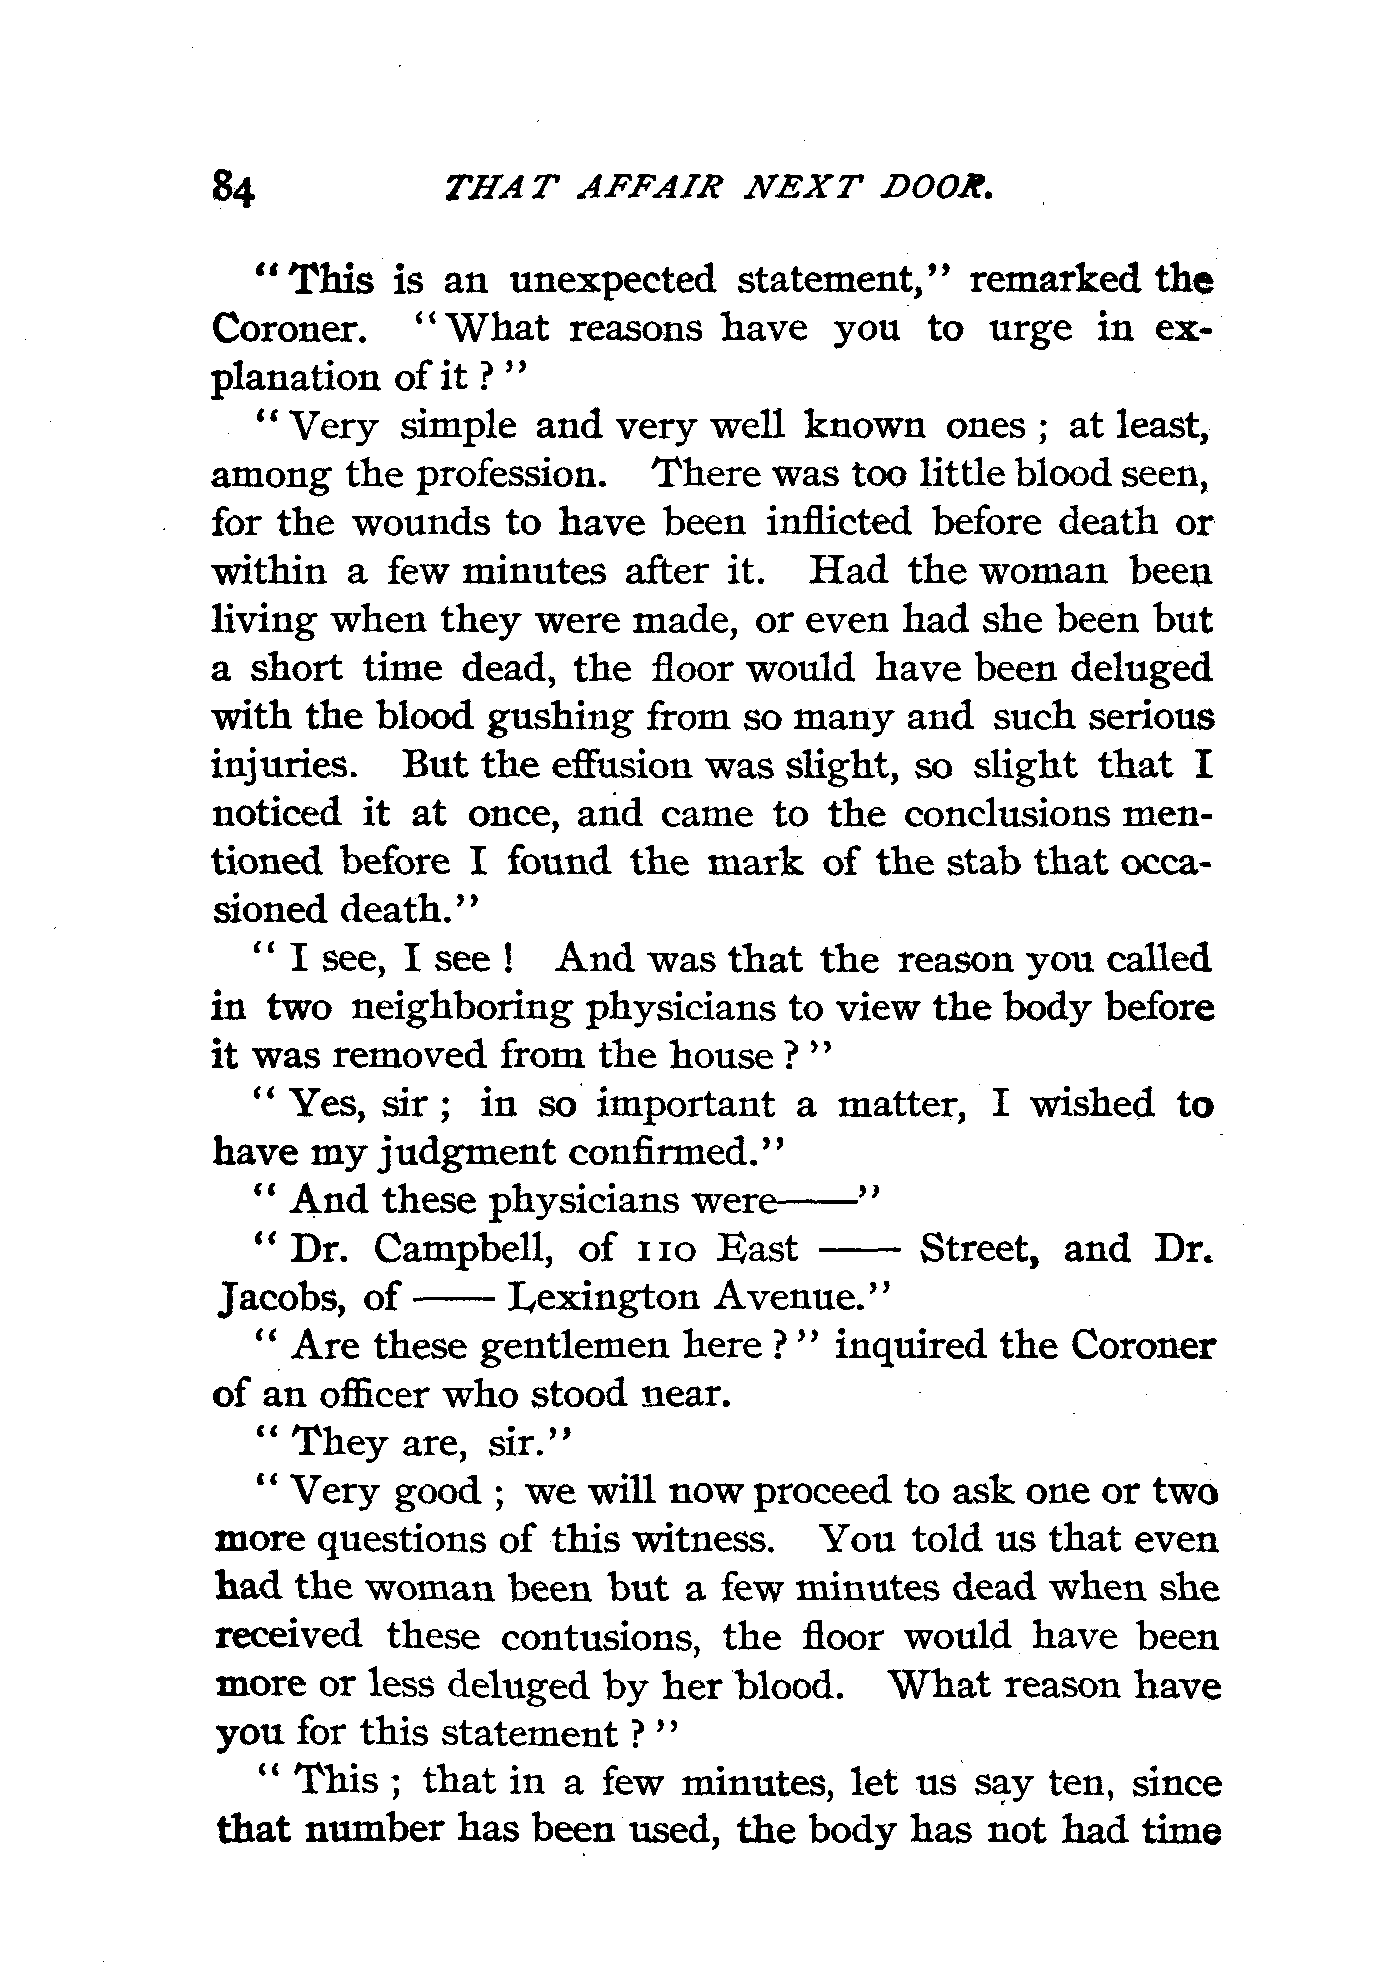 84 THAT AFFAIR NEXT DOOR.
"This is an unexpected statement," remarked the
Coroner. "What reasons have you to urge in ex-
planation of it?"
"Very simple and very well known ones; at least,
among the profession. There was too little blood seen,
for the wounds to have been inflicted before death or
within a few minutes after it. Had the woman been
living when they were made, or even had she been but
a short time dead, the floor would have been deluged
with the blood gushing from so many and such serious
injuries. But the effusion was slight, so slight that I
noticed it at once, and came to the conclusions men-
tioned before I found the mark of the stab that occa-
sioned death."
"I see, I see! And was that the reason you called
in two neighboring physicians to view the body before
it was removed from the house?"
"Yes, sir; in so important a matter, I wished to
have my judgment confirmed."
"And these physicians were——"
"Dr. Campbell, of 110 East —— Street, and Dr.
Jacobs, of —— Lexington Avenue."
"Are these gentlemen here?" inquired the Coroner
of an officer who stood near.
"They are, sir."
"Very good; we will now proceed to ask one or two
more questions of this witness. You told us that even
had the woman been but a few minutes dead when she
received these contusions, the floor would have been
more or less deluged by her blood. What reason have
you for this statement?"
"This; that in a few minutes, let us say ten, since
that number has been used, the body has not had time